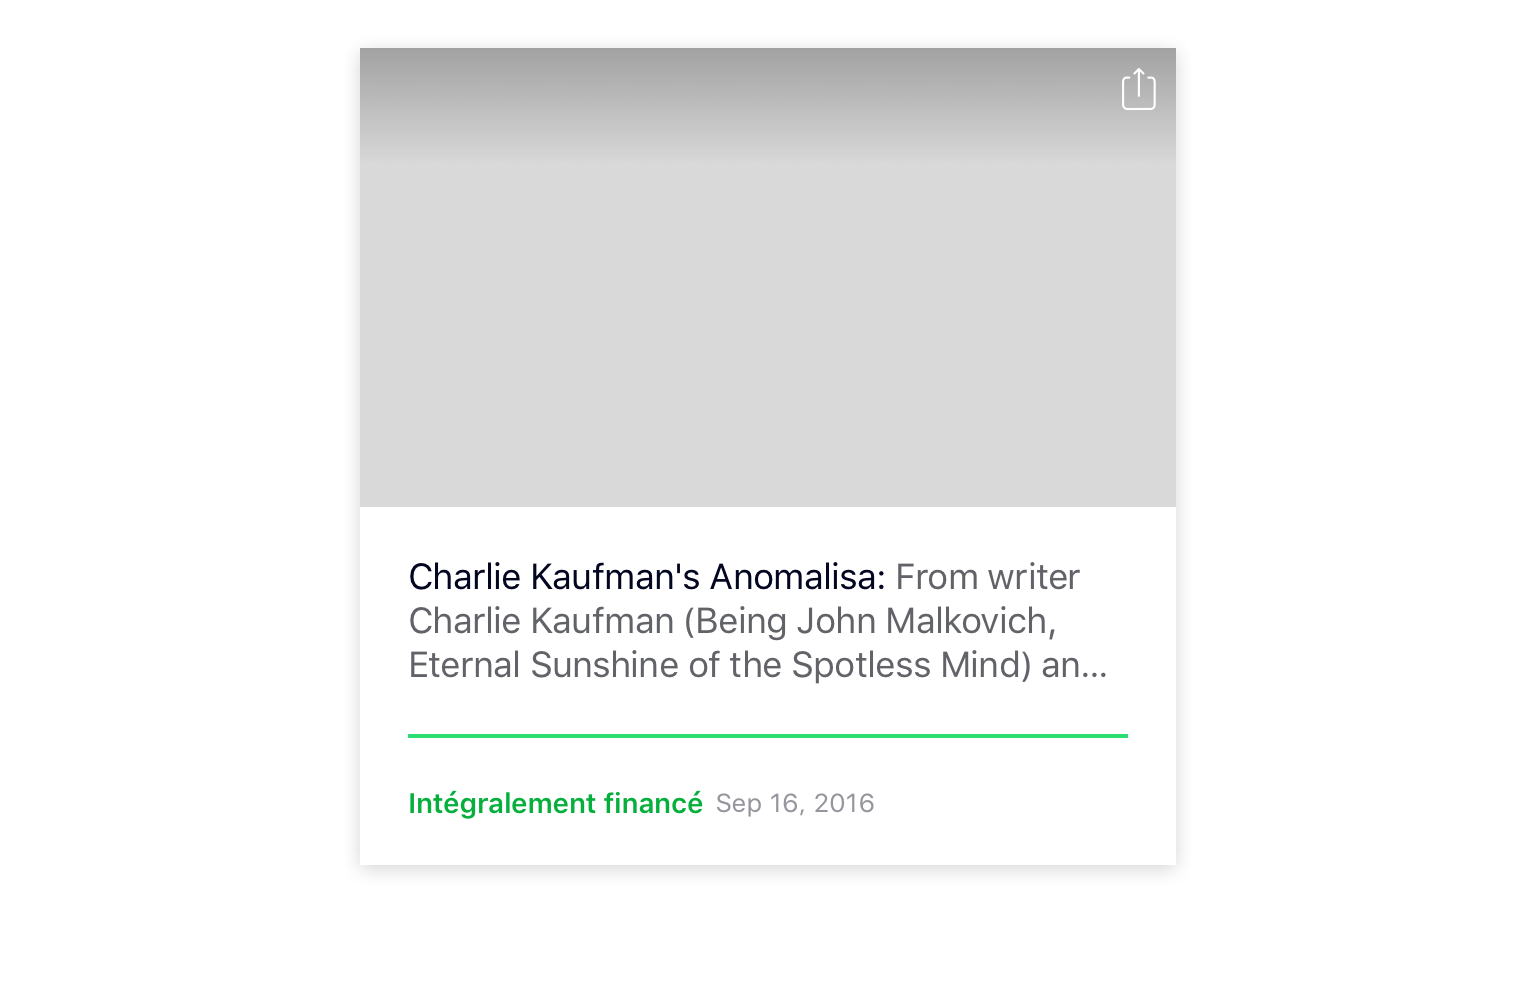 Charlie Kaufman's Anomalisa: From writer
Charlie Kaufman (Being John Malkovich,
Eternal Sunshine of the Spotless Mind) an...
Intégralement financé Sep 16, 2016